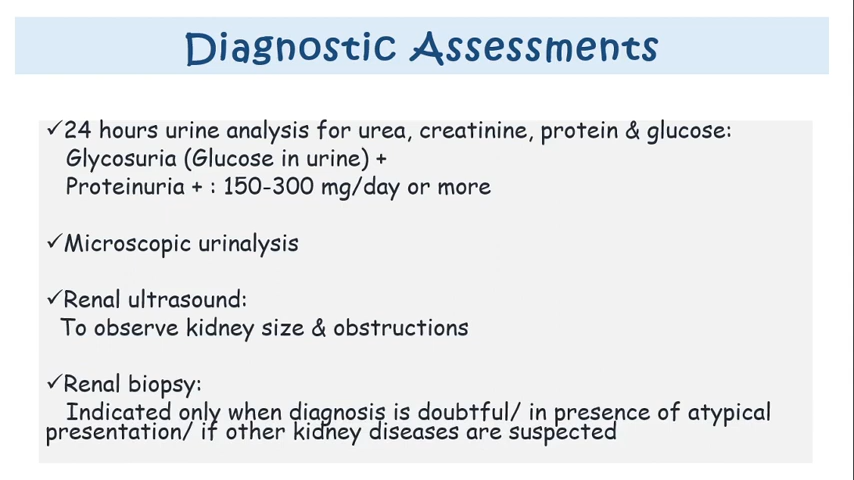 Diagnostic Assessments
✓24 hours urine analysis for urea, creatinine, protein & glucose:
Glycosuria (Glucose in urine) +
Proteinuria + : 150-300 mg/day or more
✓Microscopic urinalysis
✓Renal ultrasound:
To observe kidney size & obstructions
✓Renal biopsy:
Indicated only when diagnosis is doubtful/ in presence of atypical
presentation/ if other kidney diseases are suspected